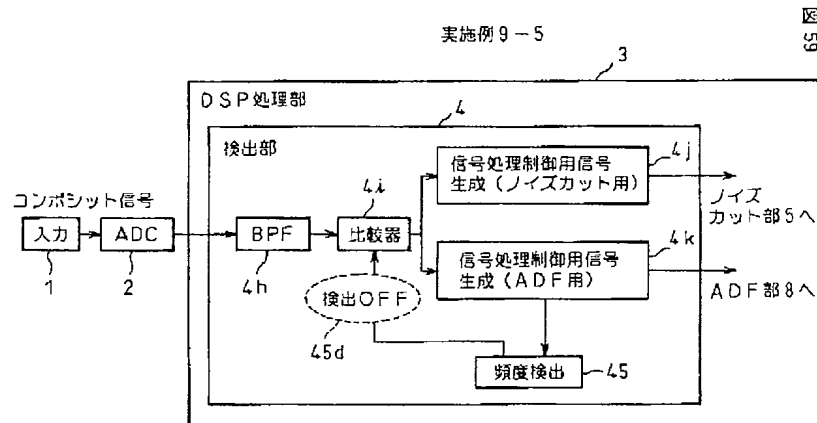 図59
実施例9-5
3
DSP処理部
4
検出部
コンポジット信号
入力
1
ADC
2
BPF
4h
4i
比較器
検出OFF
45d
信号処理制御用信号
生成(ノイズカット用)
4j
ノイズ
カット部5へ
信号処理制御用信号
生成(ADF用)
4k
ADF部8へ
頻度検出
45